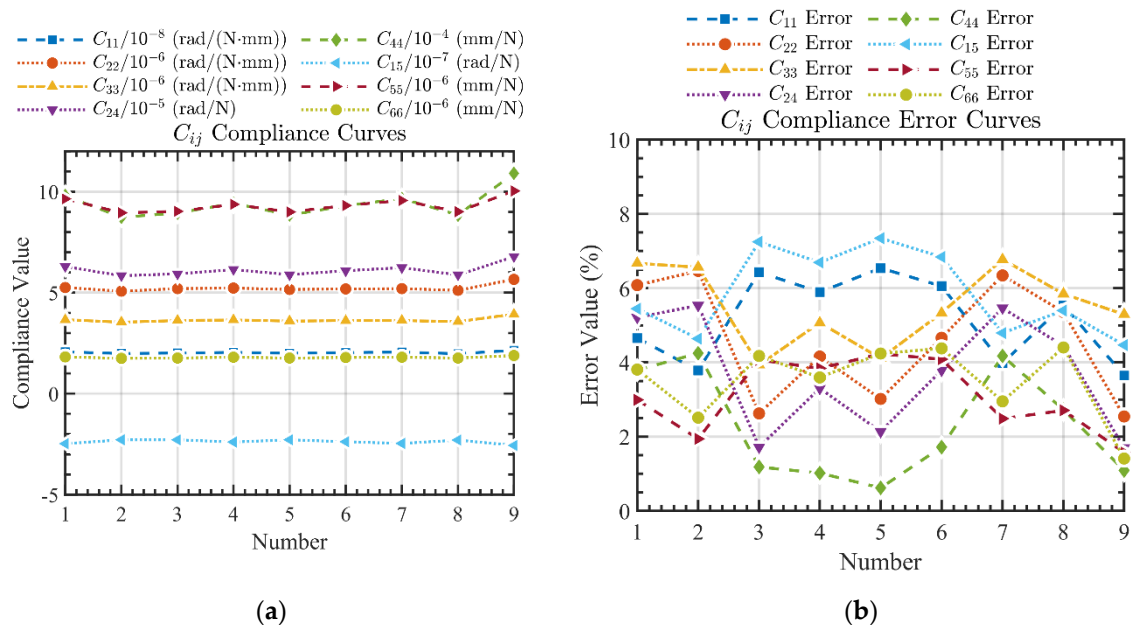 C₁₁/10⁻⁸ (rad/(N·mm))
C₂₂/10⁻⁶ (rad/(N·mm))
C₃₃/10⁻⁶ (rad/(N·mm))
C₂₄/10⁻⁵ (rad/N)
C₄₄/10⁻⁴ (mm/N)
C₁₅/10⁻⁷ (rad/N)
C₅₅/10⁻⁶ (mm/N)
C₆₆/10⁻⁶ (mm/N)
Cᵢⱼ Compliance Curves
Compliance Value
10
5
0
-5
1 2 3 4 5 6 7 8 9
Number
(a)
C₁₁ Error
C₂₂ Error
C₃₃ Error
C₂₄ Error
C₄₄ Error
C₁₅ Error
C₅₅ Error
C₆₆ Error
Cᵢⱼ Compliance Error Curves
Error Value (%)
10
8
6
4
2
0
1 2 3 4 5 6 7 8 9
Number
(b)